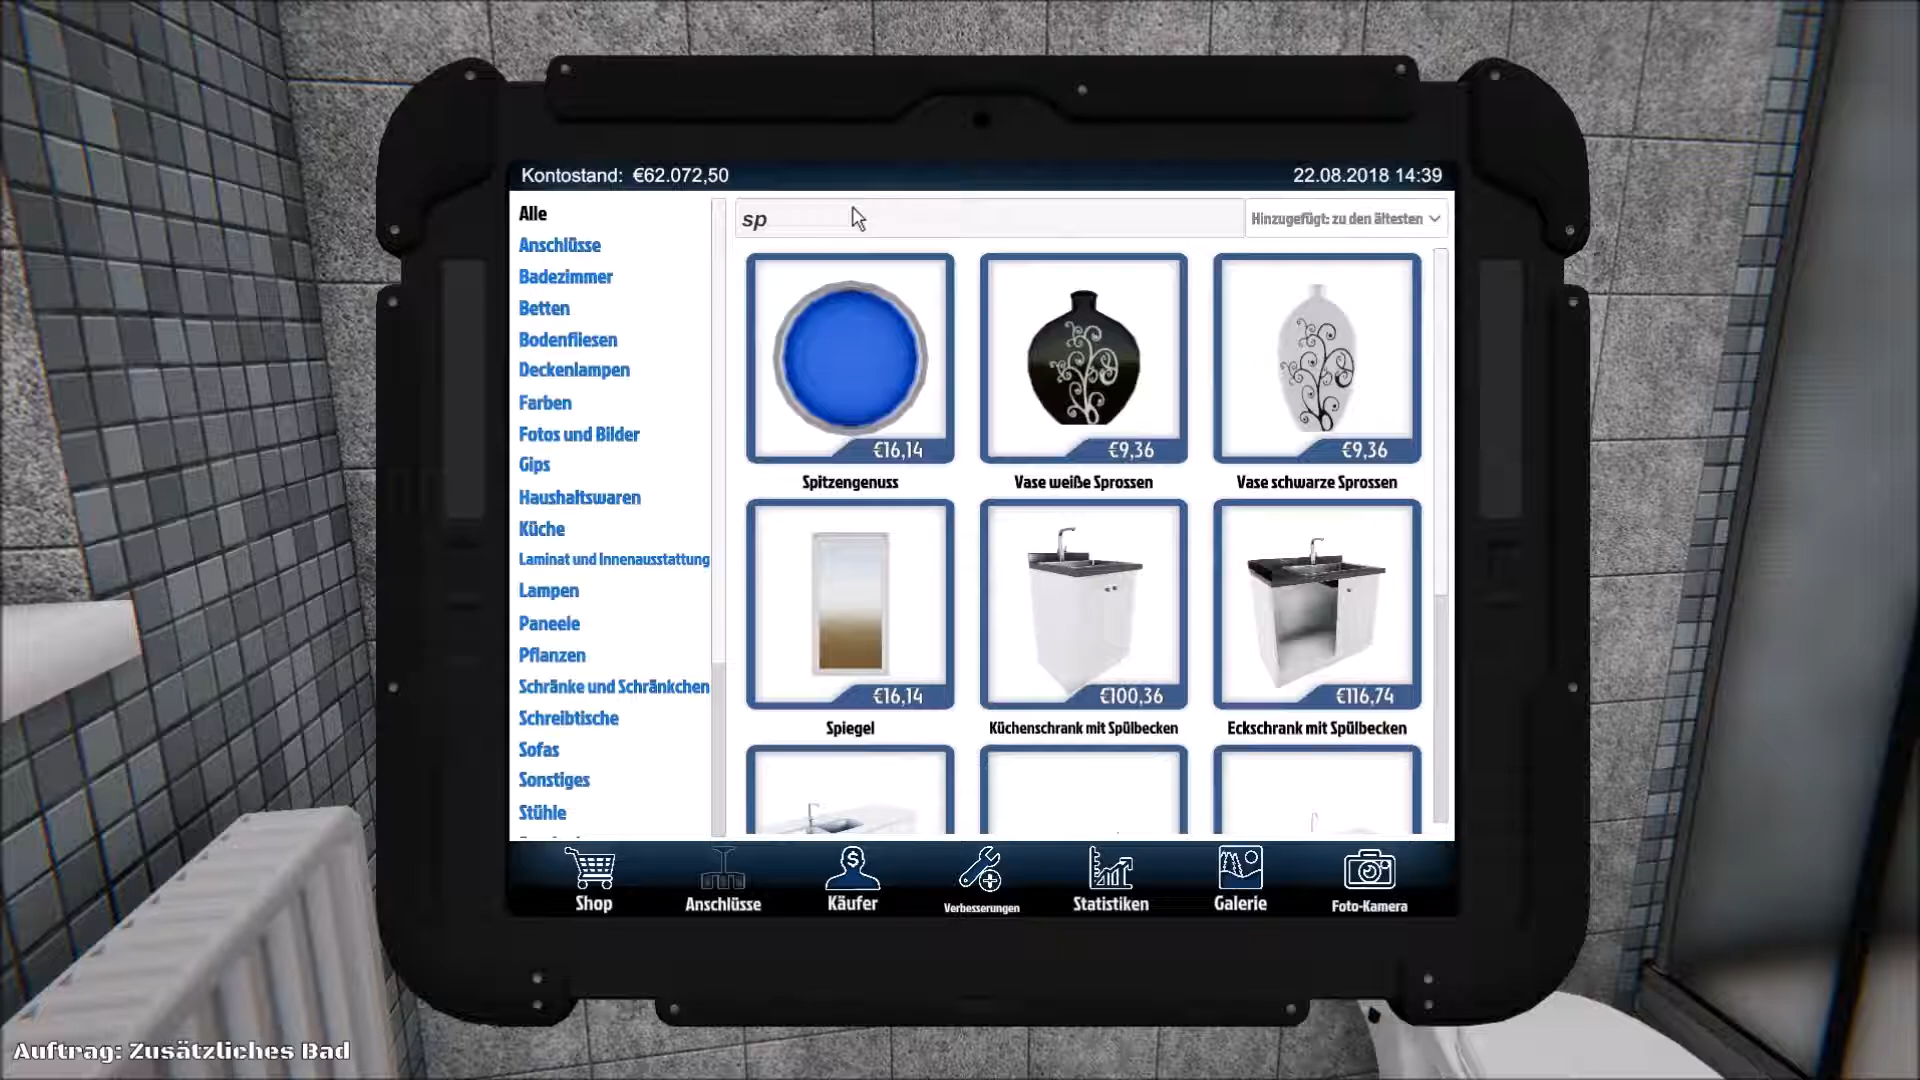 Kontostand: €62.072,50
22.08.2018 14:39
Alle
Anschlüsse
Badezimmer
Betten
Bodenfliesen
Deckenlampen
Farben
Fotos und Bilder
Gips
Haushaltswaren
Küche
Laminat und Innenausstattung
Lampen
Paneele
Pflanzen
Schränke und Schränkchen
Schreibtische
Sofas
Sonstiges
Stühle
sp
Hinzugefügt: zu den ältesten
€16,14
€9,36
€9,36
Spitzengenuss
Vase weiße Sprossen
Vase schwarze Sprossen
€16,14
€100,36
€116,74
Spiegel
Küchenschrank mit Spülbecken
Eckschrank mit Spülbecken
Shop
Anschlüsse
Käufer
Verbesserungen
Statistiken
Galerie
Foto-Kamera
Auftrag: Zusätzliches Bad